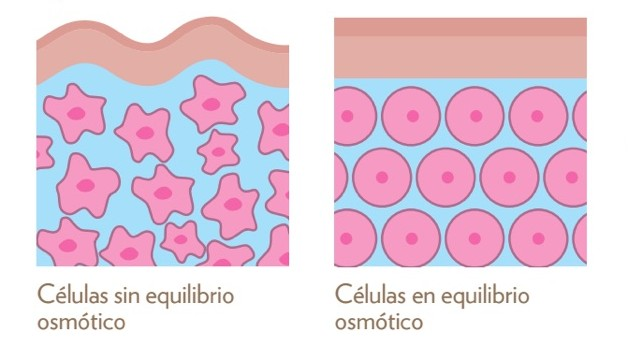 Células sin equilibrio
osmótico
Células en equilibrio
osmótico